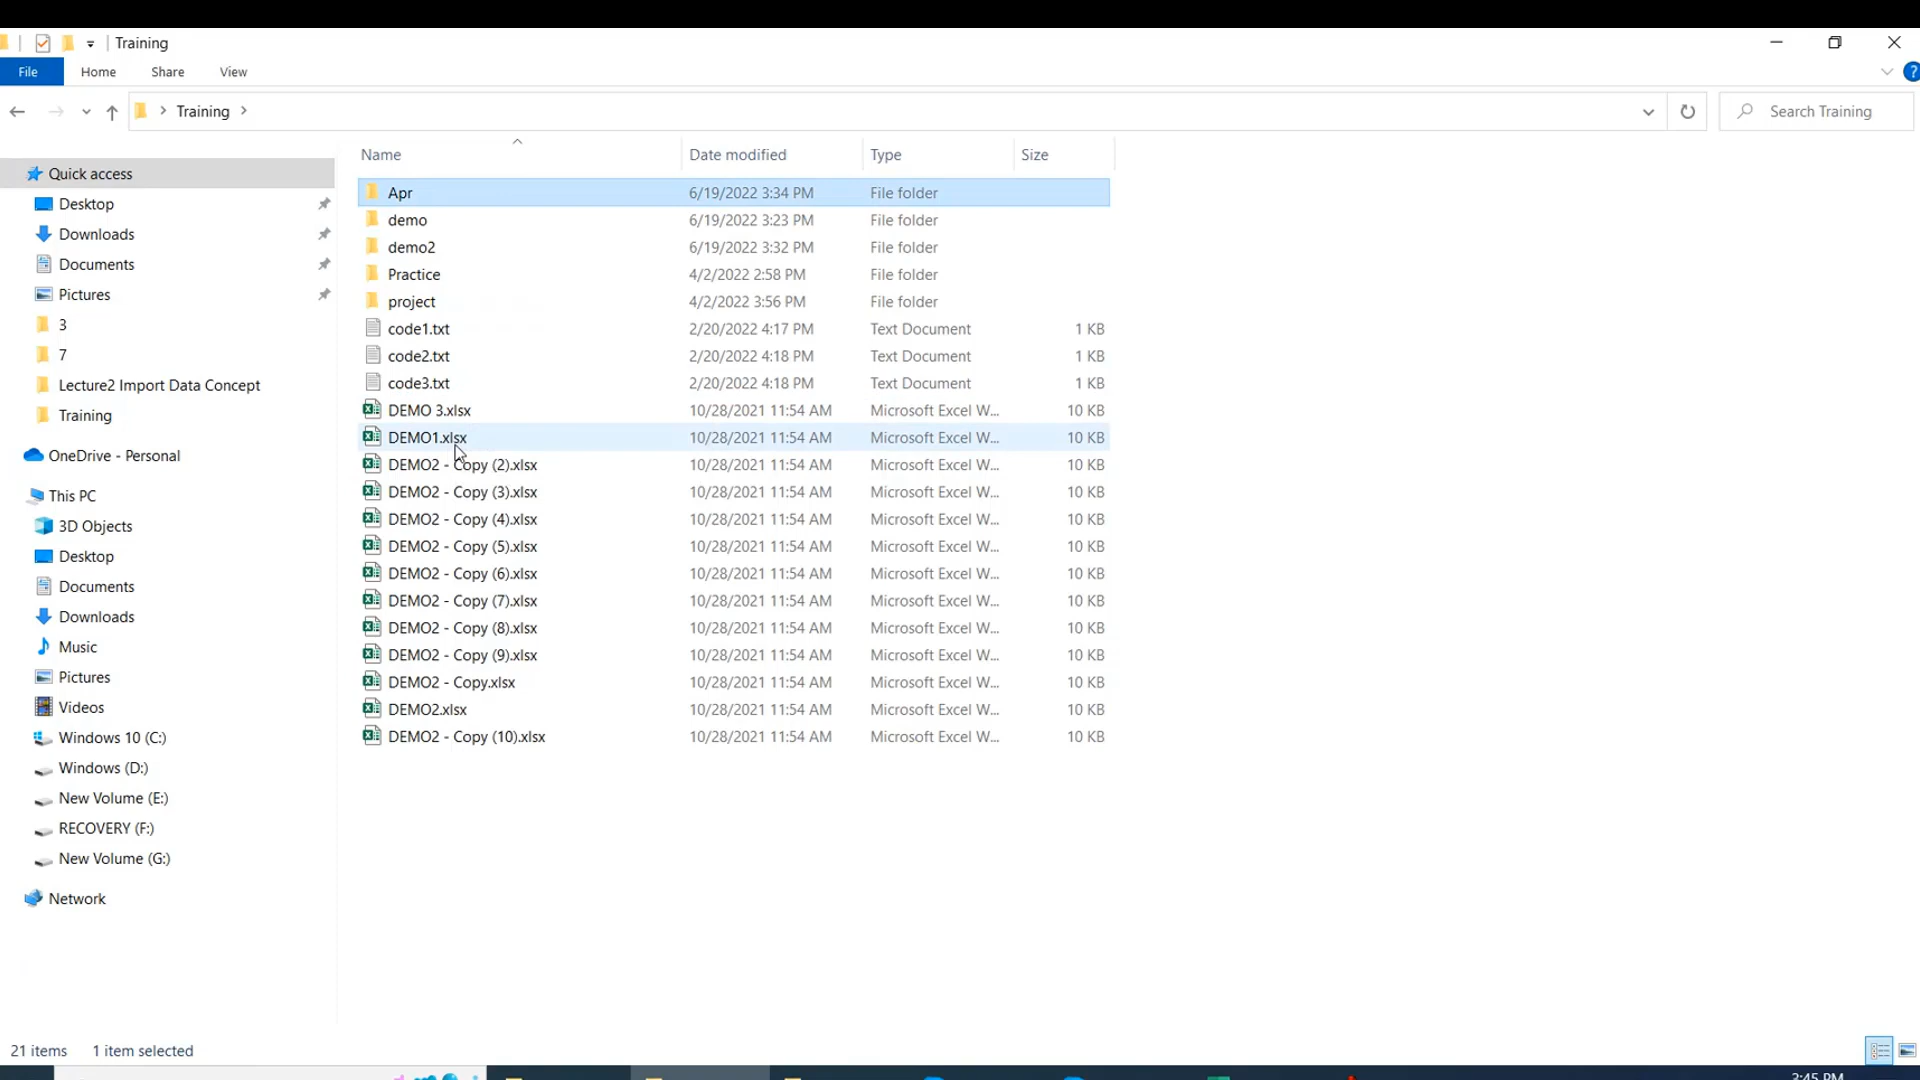 Training
File Home Share View
Training
Search Training
Name Date modified Type Size
Quick access
Desktop
Downloads
Documents
Pictures
3
7
Lecture2 Import Data Concept
Training
OneDrive - Personal
This PC
3D Objects
Desktop
Documents
Downloads
Music
Pictures
Videos
Windows 10 (C:)
Windows (D:)
New Volume (E:)
RECOVERY (F:)
New Volume (G:)
Network
Apr 6/19/2022 3:34 PM File folder
demo 6/19/2022 3:23 PM File folder
demo2 6/19/2022 3:32 PM File folder
Practice 4/2/2022 2:58 PM File folder
project 4/2/2022 3:56 PM File folder
code1.txt 2/20/2022 4:17 PM Text Document 1 KB
code2.txt 2/20/2022 4:18 PM Text Document 1 KB
code3.txt 2/20/2022 4:18 PM Text Document 1 KB
DEMO 3.xlsx 10/28/2021 11:54 AM Microsoft Excel W... 10 KB
DEMO1.xlsx 10/28/2021 11:54 AM Microsoft Excel W... 10 KB
DEMO2 - Copy (2).xlsx 10/28/2021 11:54 AM Microsoft Excel W... 10 KB
DEMO2 - Copy (3).xlsx 10/28/2021 11:54 AM Microsoft Excel W... 10 KB
DEMO2 - Copy (4).xlsx 10/28/2021 11:54 AM Microsoft Excel W... 10 KB
DEMO2 - Copy (5).xlsx 10/28/2021 11:54 AM Microsoft Excel W... 10 KB
DEMO2 - Copy (6).xlsx 10/28/2021 11:54 AM Microsoft Excel W... 10 KB
DEMO2 - Copy (7).xlsx 10/28/2021 11:54 AM Microsoft Excel W... 10 KB
DEMO2 - Copy (8).xlsx 10/28/2021 11:54 AM Microsoft Excel W... 10 KB
DEMO2 - Copy (9).xlsx 10/28/2021 11:54 AM Microsoft Excel W... 10 KB
DEMO2 - Copy.xlsx 10/28/2021 11:54 AM Microsoft Excel W... 10 KB
DEMO2.xlsx 10/28/2021 11:54 AM Microsoft Excel W... 10 KB
DEMO2 - Copy (10).xlsx 10/28/2021 11:54 AM Microsoft Excel W... 10 KB
21 items 1 item selected
3:45 PM